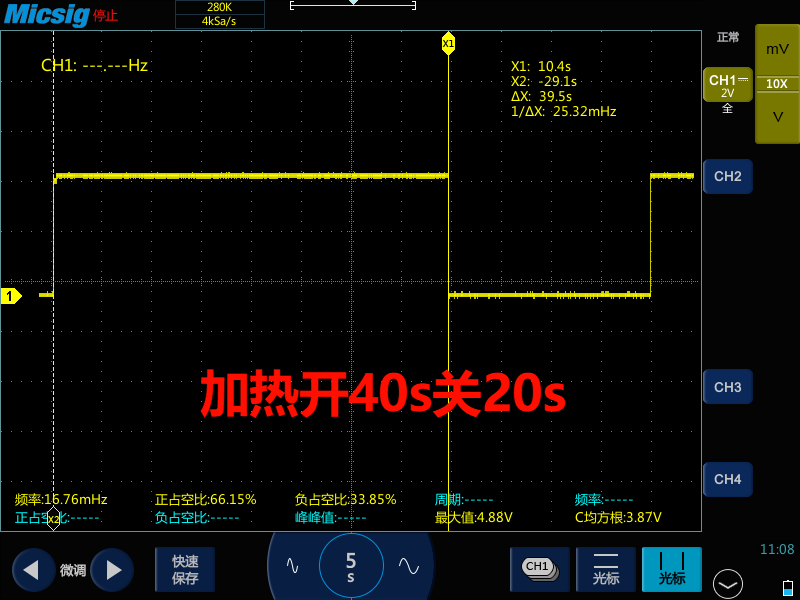 Micsig 停止
280K
4kSa/s
正常
mV
CH1
2V
全
10X
V
CH1: ---.---Hz
X1
X1: 10.4s
X2: -29.1s
ΔX: 39.5s
1/ΔX: 25.32mHz
CH2
1
加热开40s关20s
CH3
CH4
频率:16.76mHz 正占空比:66.15% 负占空比:33.85% 周期:----- 频率:-----
正占空比:----- 负占空比:----- 峰峰值:----- 最大值:4.88V C均方根:3.87V
X2
微调
快速
保存
5
s
CH1
光标
光标
11:08